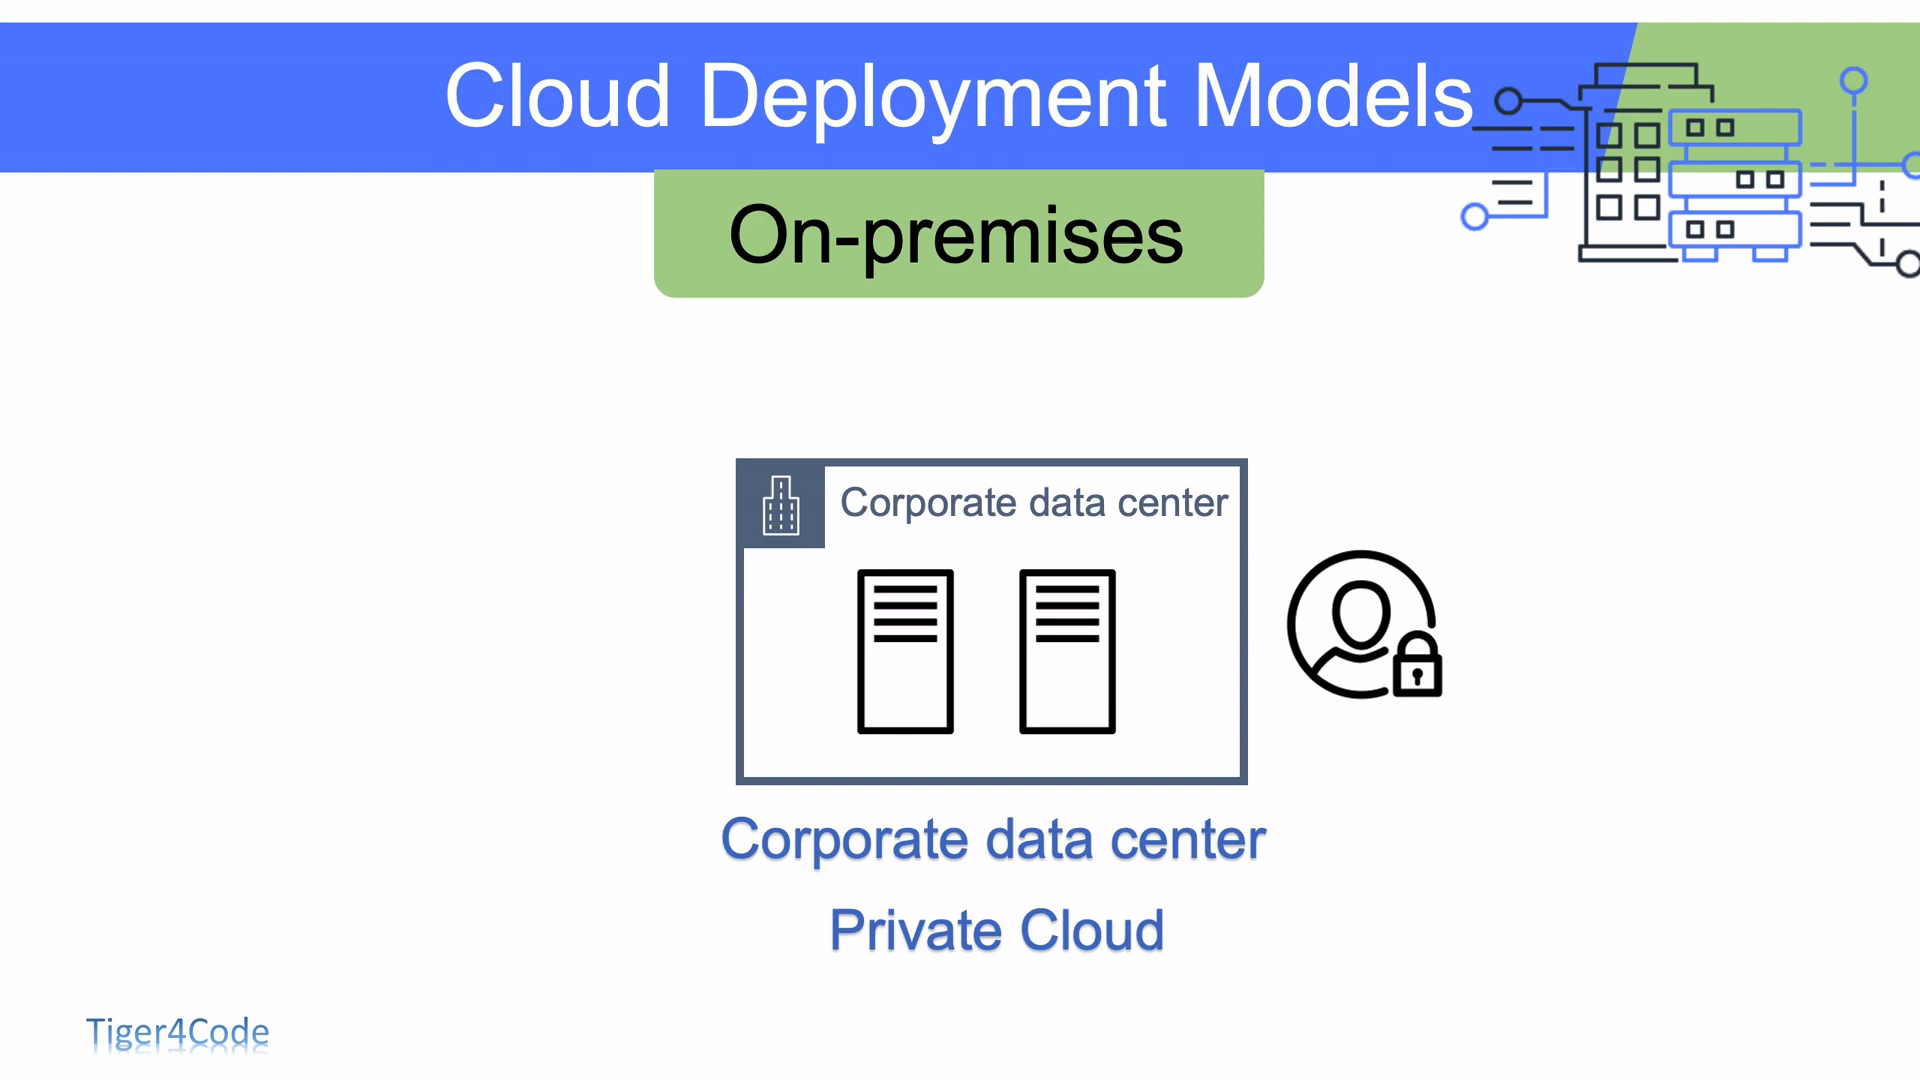 Cloud Deployment Models
On-premises
Corporate data center
Corporate data center
Private Cloud
Tiger4Code